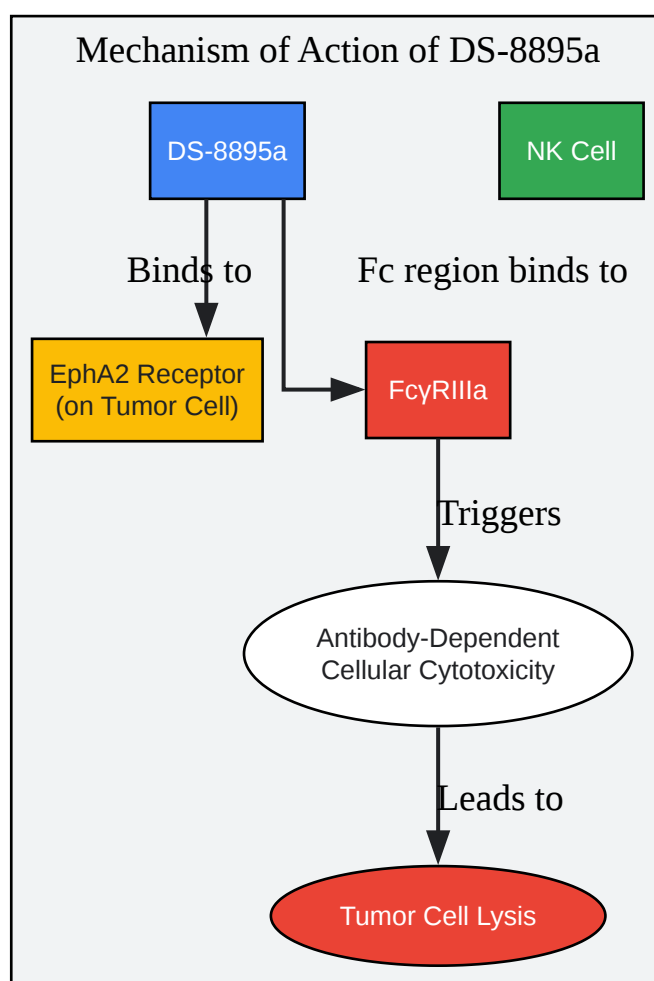 Mechanism of Action of DS-8895a
DS-8895a
NK Cell
Binds to
Fc region binds to
EphA2 Receptor
(on Tumor Cell)
FcγRIIIa
Triggers
Antibody-Dependent
Cellular Cytotoxicity
Leads to
Tumor Cell Lysis